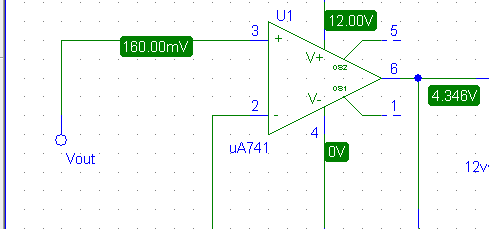 U1
12.00V
3
5
160.00mV
+
V+
OS2
6
OS1
4.346V
2
V-
1
-
4
uA741
0V
Vout
12v